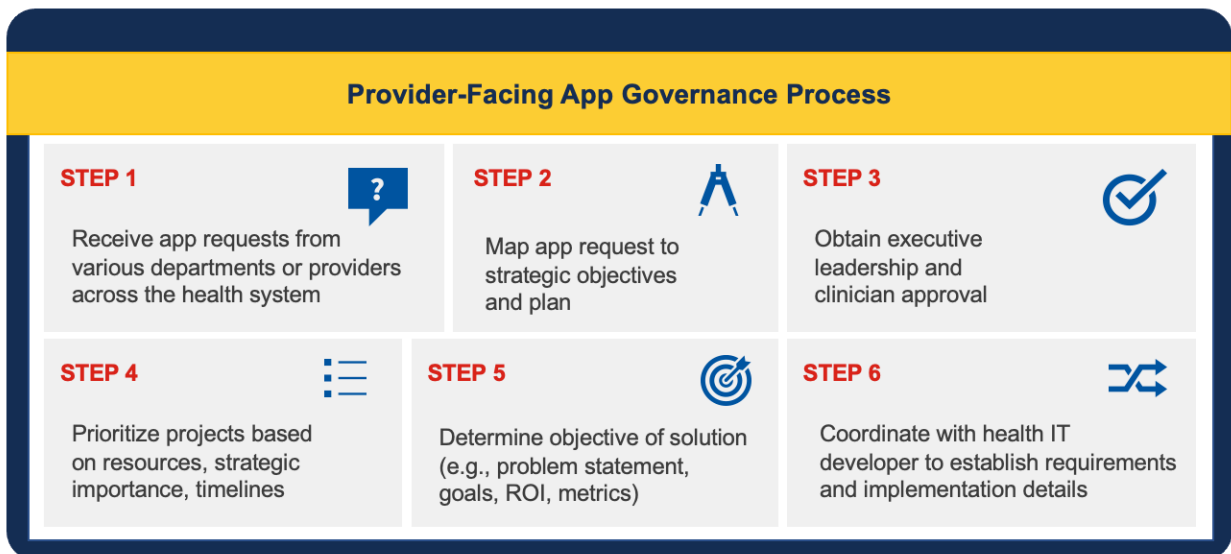 Provider-Facing App Governance Process
STEP 1
?
Receive app requests from
various departments or providers
across the health system
STEP 2
Map app request to
strategic objectives
and plan
STEP 3
Obtain executive
leadership and
clinician approval
STEP 4
Prioritize projects based
on resources, strategic
importance, timelines
STEP 5
Determine objective of solution
(e.g., problem statement,
goals, ROI, metrics)
STEP 6
Coordinate with health IT
developer to establish requirements
and implementation details